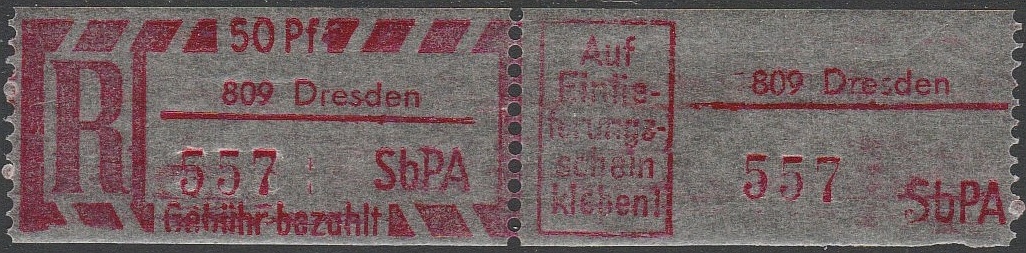 50 Pf
R
809 Dresden
557
SbPA
Gebühr bezahlt
Auf
Einlie-
ferungs-
schein
kleben!
809 Dresden
557
SbPA